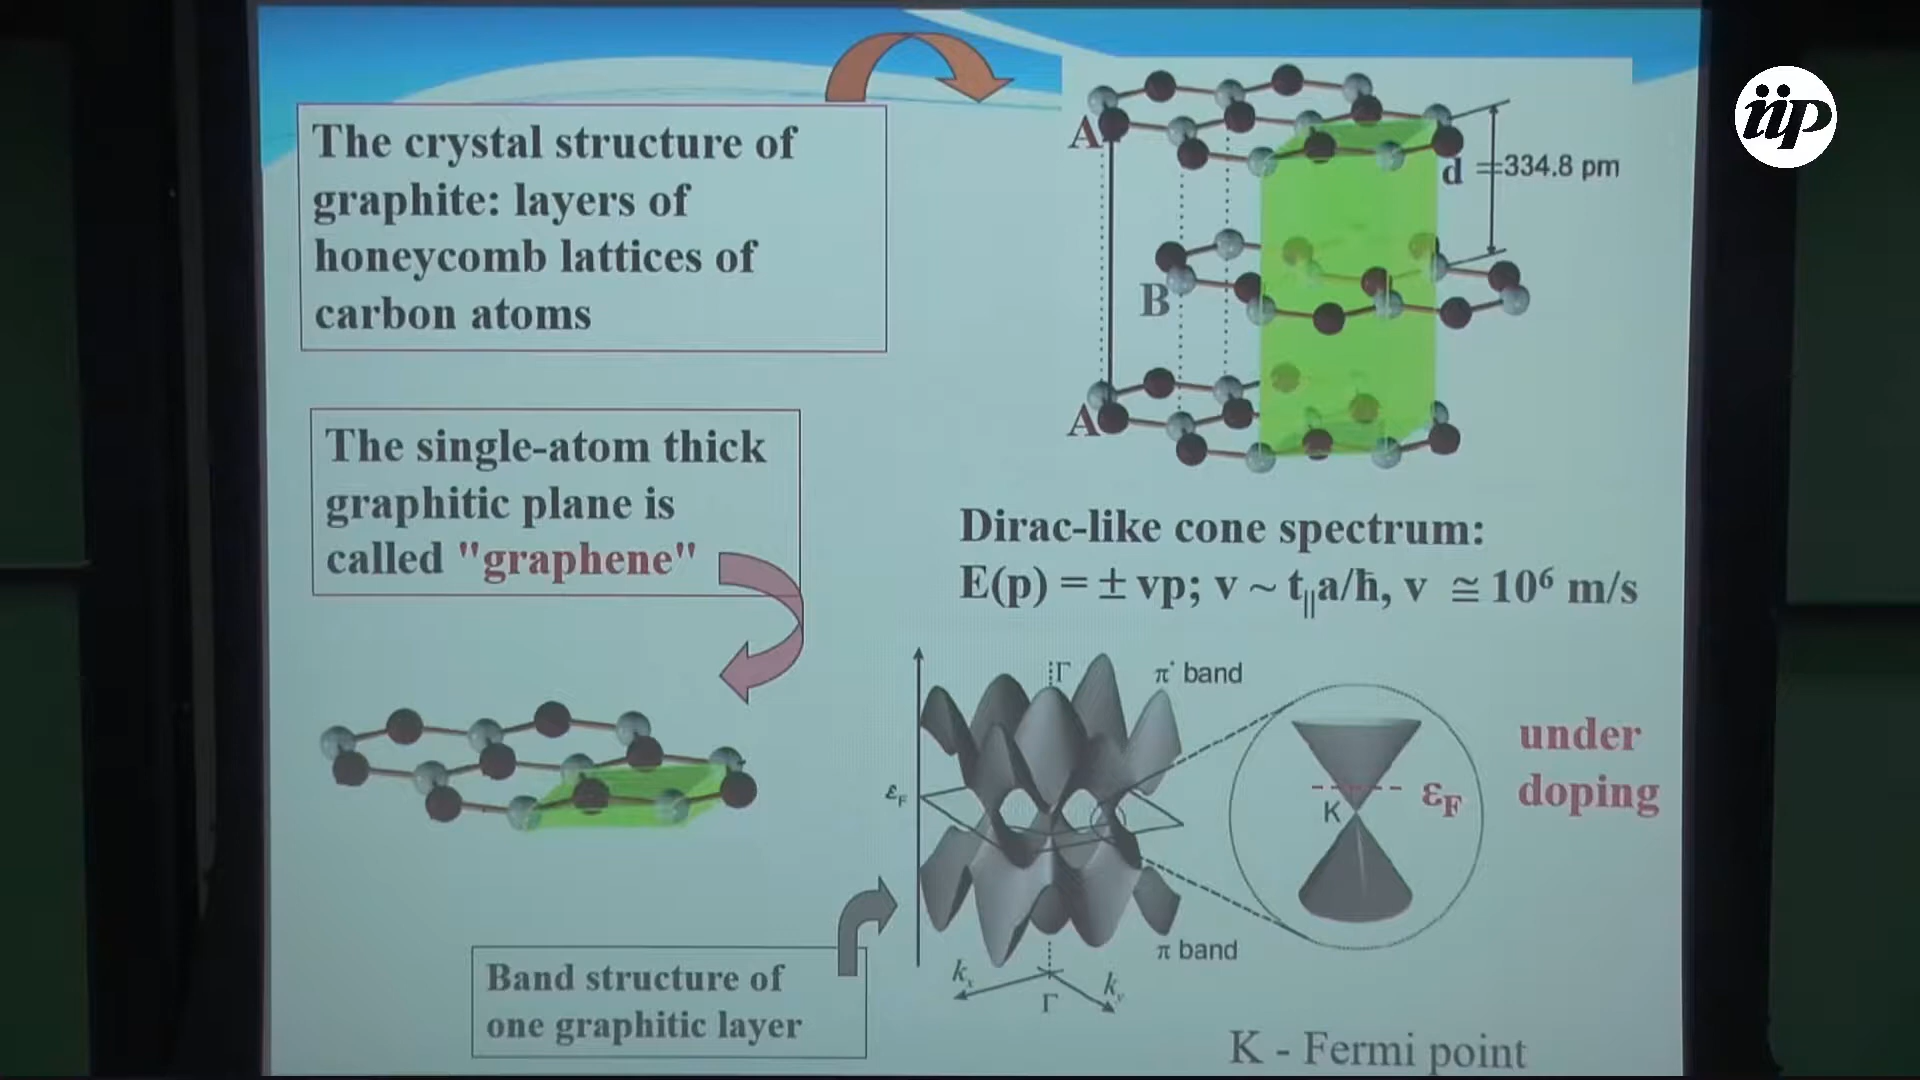 The crystal structure of
graphite: layers of
honeycomb lattices of
carbon atoms
A
B
A
d =334.8 pm
iip
The single-atom thick
graphitic plane is
called "graphene"
Dirac-like cone spectrum:
E(p) = ± vp; v ~ t||a/ħ, v ≅ 10⁶ m/s
Γ
π* band
εF
K
εF
under
doping
π band
kx
Γ
ky
Band structure of
one graphitic layer
K - Fermi point